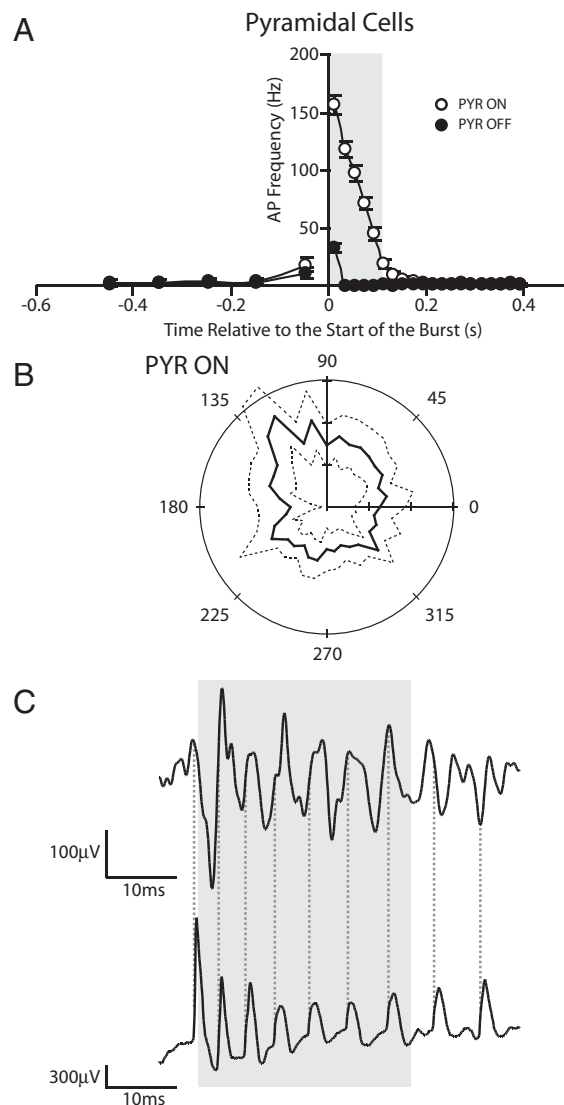 A
Pyramidal Cells
200
150
100
50
AP Frequency (Hz)
PYR ON
PYR OFF
-0.6
-0.4
-0.2
0
0.2
0.4
Time Relative to the Start of the Burst (s)
B
PYR ON
90
135
45
180
0
225
315
270
C
100µV
10ms
300µV
10ms